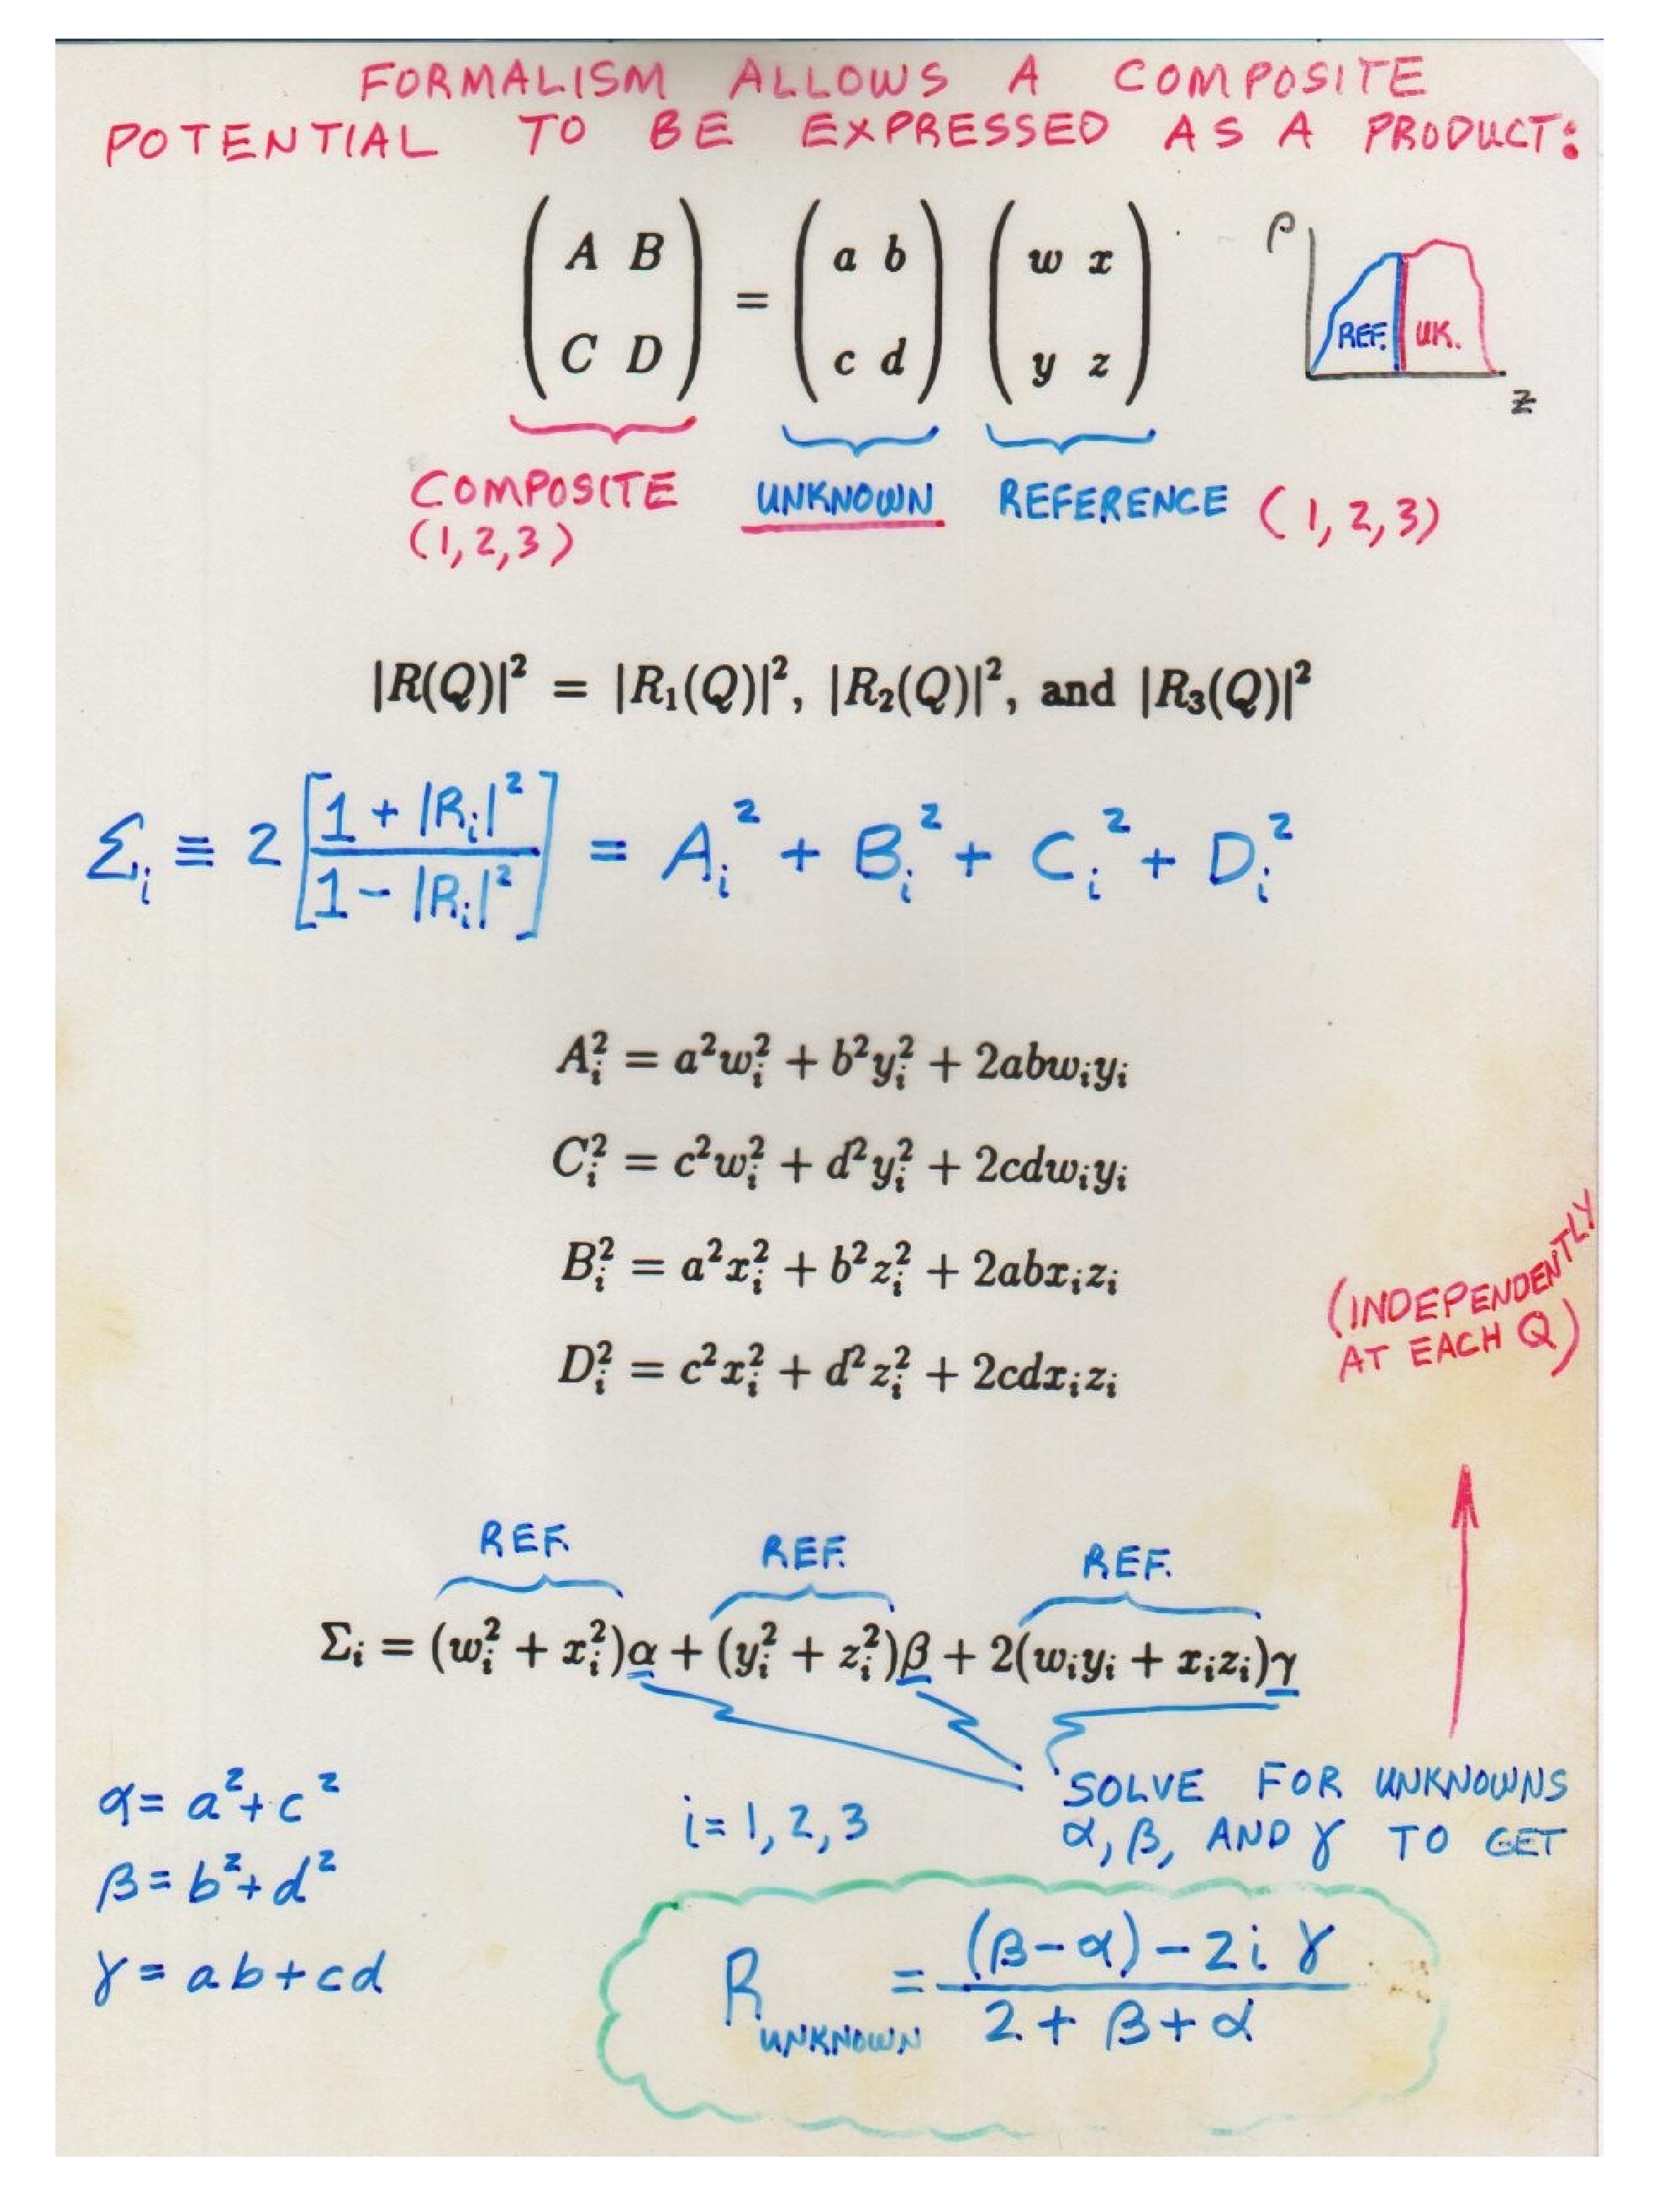 FORMALISM ALLOWS A COMPOSITE
POTENTIAL TO BE EXPRESSED AS A PRODUCT:
( A B ) = ( a b ) ( w x )
( C D ) ( c d ) ( y z )
ρ
REF. UK.
z
COMPOSITE UNKNOWN REFERENCE (1,2,3)
(1,2,3)
|R(Q)|² = |R₁(Q)|², |R₂(Q)|², and |R₃(Q)|²
Σᵢ ≡ 2 [ 1 + |Rᵢ|² / 1 - |Rᵢ|² ] = Aᵢ² + Bᵢ² + Cᵢ² + Dᵢ²
Aᵢ² = a²wᵢ² + b²yᵢ² + 2abwᵢyᵢ
Cᵢ² = c²wᵢ² + d²yᵢ² + 2cdwᵢyᵢ
Bᵢ² = a²xᵢ² + b²zᵢ² + 2abxᵢzᵢ
Dᵢ² = c²xᵢ² + d²zᵢ² + 2cdxᵢzᵢ
(INDEPENDENTLY
AT EACH Q)
REF. REF. REF.
Σᵢ = (wᵢ² + xᵢ²)α + (yᵢ² + zᵢ²)β + 2(wᵢyᵢ + xᵢzᵢ)γ
α = a² + c²
β = b² + d²
γ = ab + cd
i = 1, 2, 3
SOLVE FOR UNKNOWNS
α, β, AND γ TO GET
R UNKNOWN = (β-α) - 2iγ / 2 + β + α